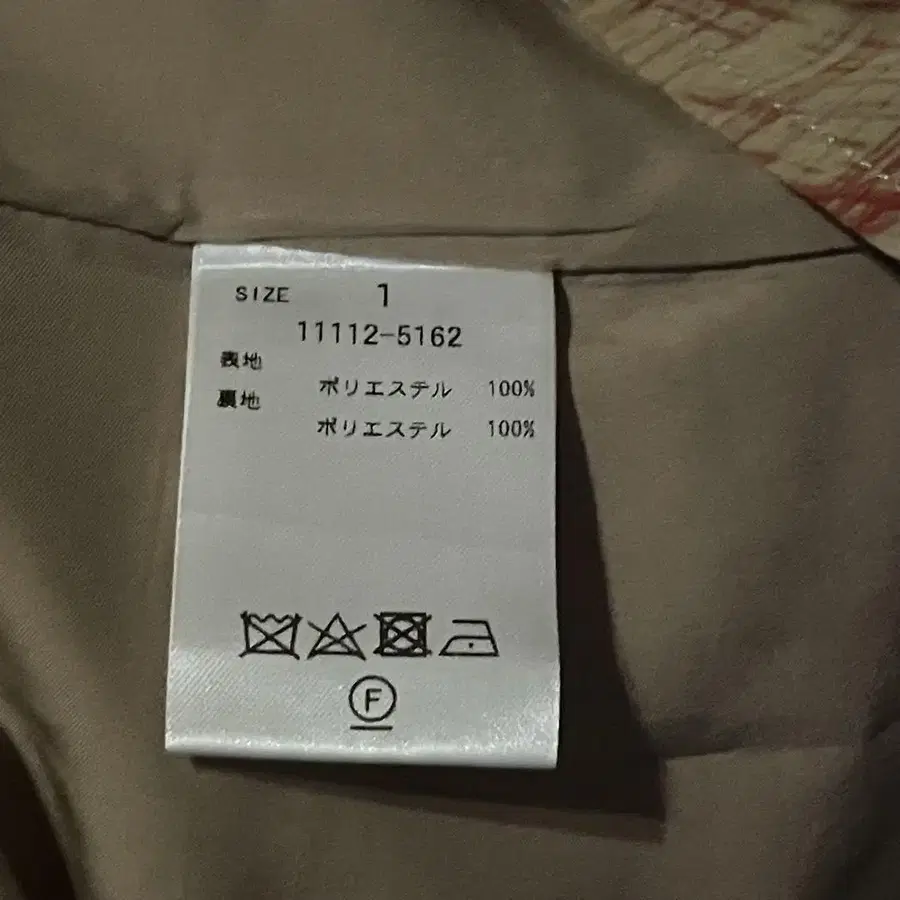 SIZE 1
11112-5162
表地
ポリエステル 100%
裏地
ポリエステル 100%
F